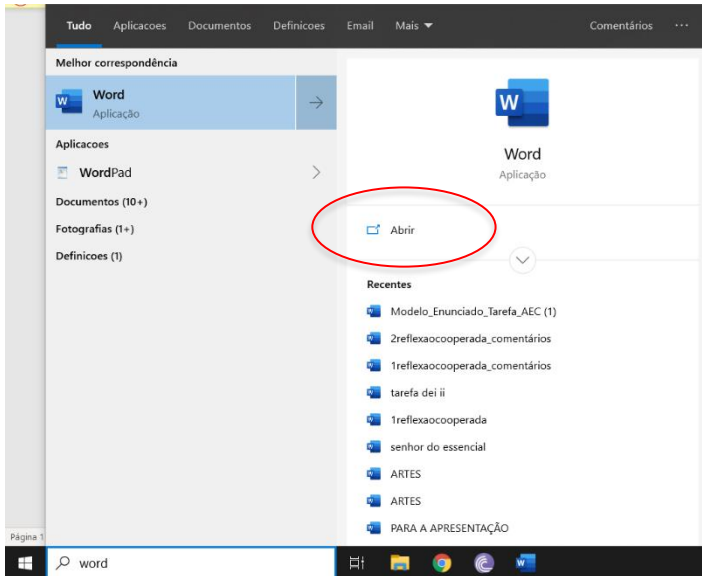 Tudo Aplicacoes Documentos Definicoes Email Mais Comentários ...
Melhor correspondência
Word
Aplicação
Aplicacoes
WordPad
Documentos (10+)
Fotografias (1+)
Definicoes (1)
Word
Aplicação
Abrir
Recentes
Modelo_Enunciado_Tarefa_AEC (1)
2reflexaocooperada_comentários
1reflexaocooperada_comentários
tarefa dei ii
1reflexaocooperada
senhor do essencial
ARTES
ARTES
PARA A APRESENTAÇÃO
Página 1
word